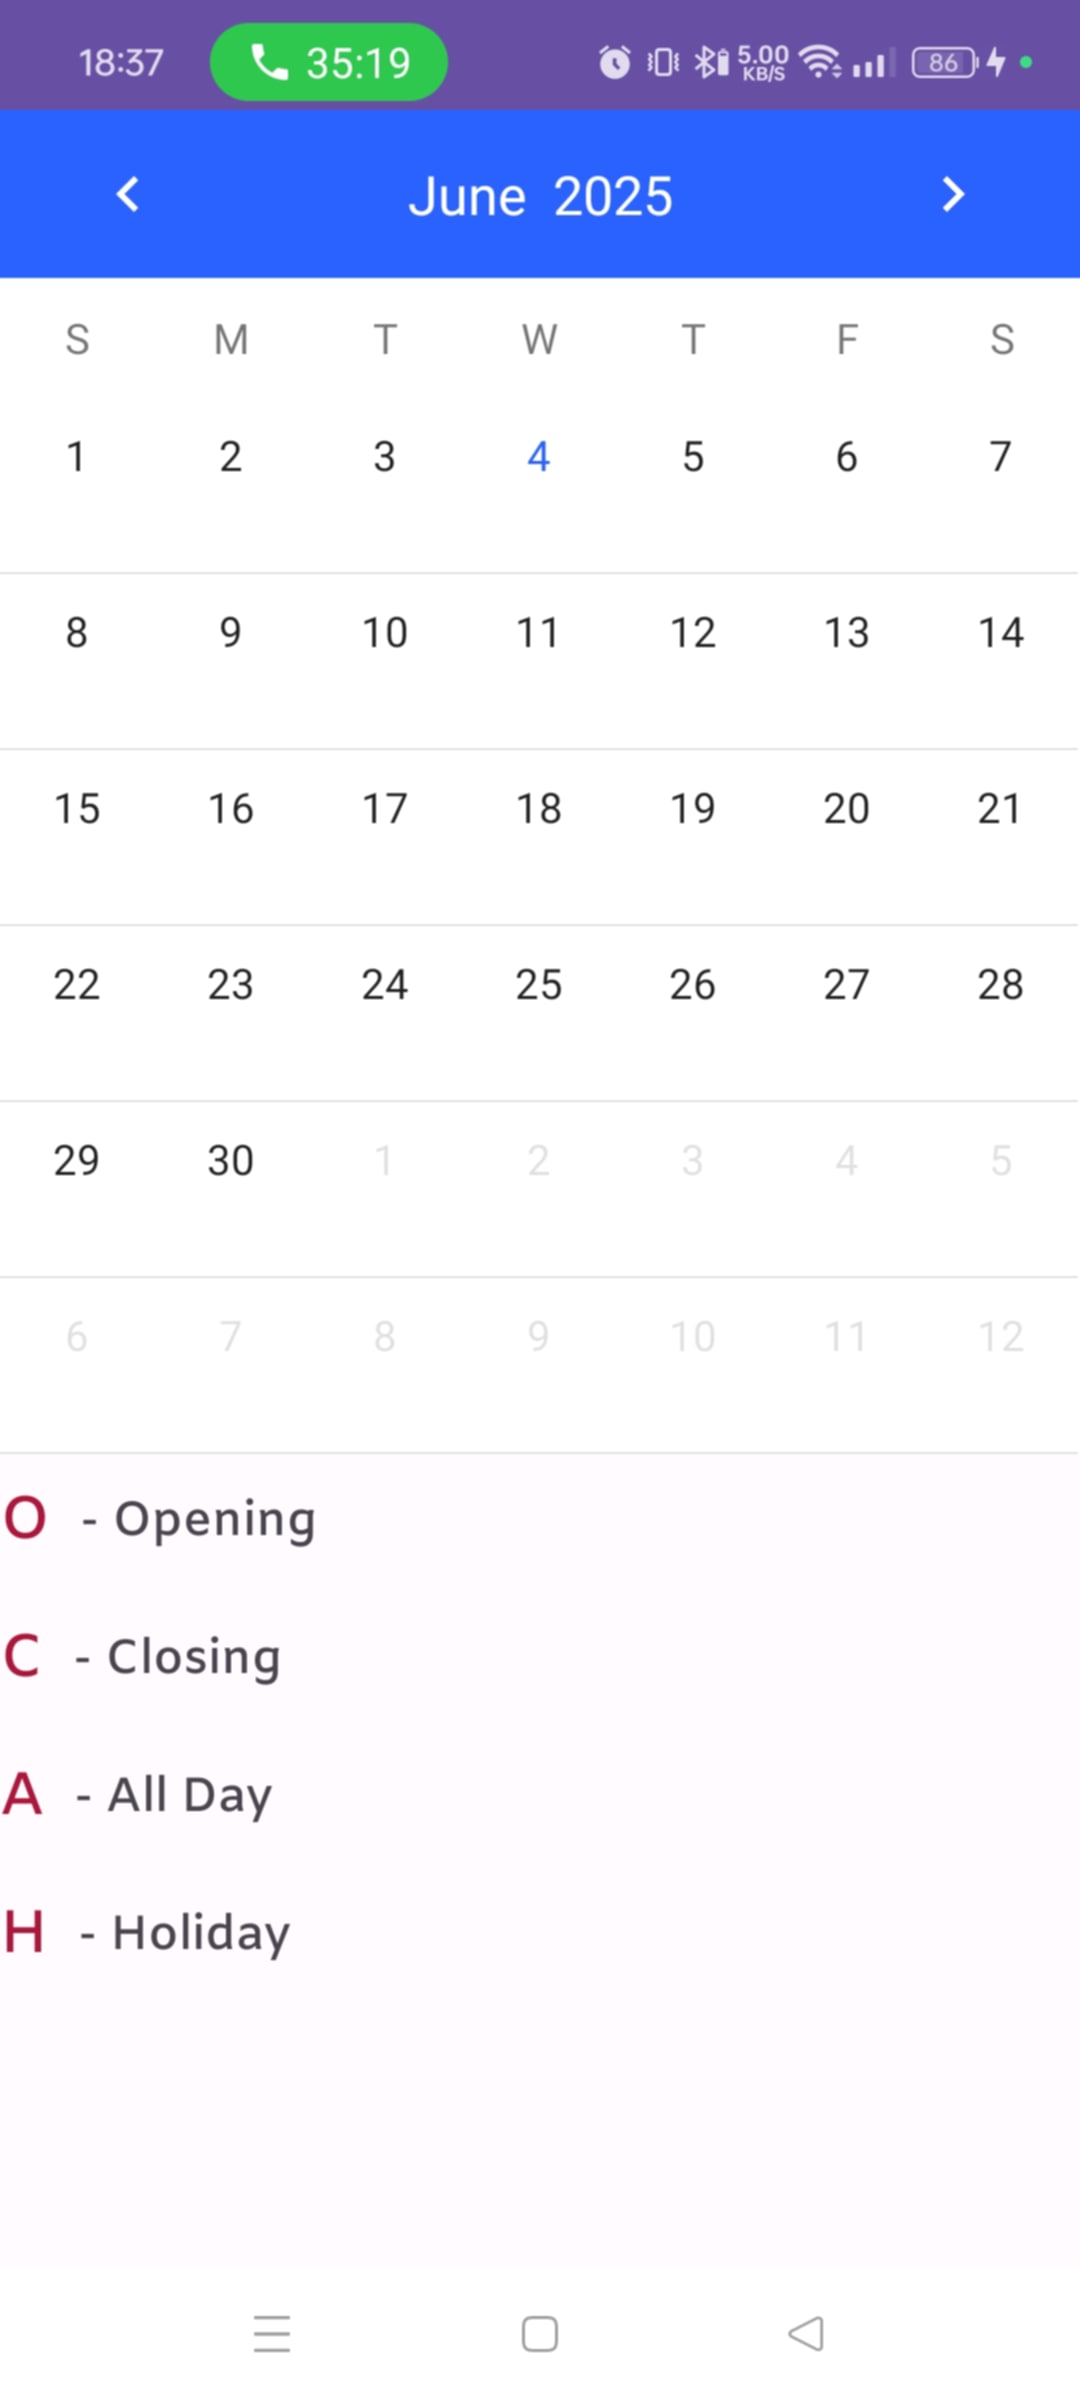 18:37 35:19 5.00 KB/S 86
June 2025
S M T W T F S
1 2 3 4 5 6 7
8 9 10 11 12 13 14
15 16 17 18 19 20 21
22 23 24 25 26 27 28
29 30 1 2 3 4 5
6 7 8 9 10 11 12
O - Opening
C - Closing
A - All Day
H - Holiday